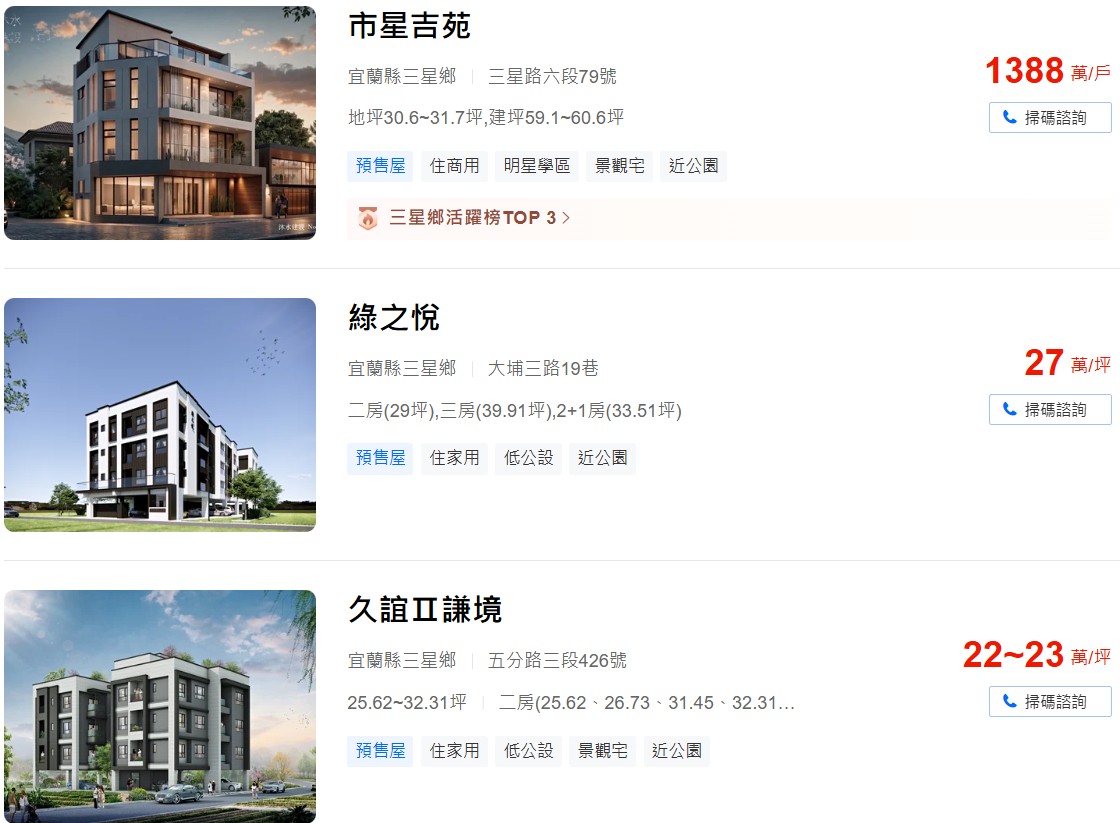 市星吉苑
宜蘭縣三星鄉 三星路六段79號
1388 萬/戶
地坪30.6~31.7坪,建坪59.1~60.6坪
掃碼諮詢
預售屋 住商用 明星學區 景觀宅 近公園
三星鄉活躍榜TOP 3
綠之悅
宜蘭縣三星鄉 大埔三路19巷
27 萬/坪
二房(29坪),三房(39.91坪),2+1房(33.51坪)
掃碼諮詢
預售屋 住家用 低公設 近公園
久誼II謙境
宜蘭縣三星鄉 五分路三段426號
22~23 萬/坪
25.62~32.31坪 二房(25.62、26.73、31.45、32.31...
掃碼諮詢
預售屋 住家用 低公設 景觀宅 近公園